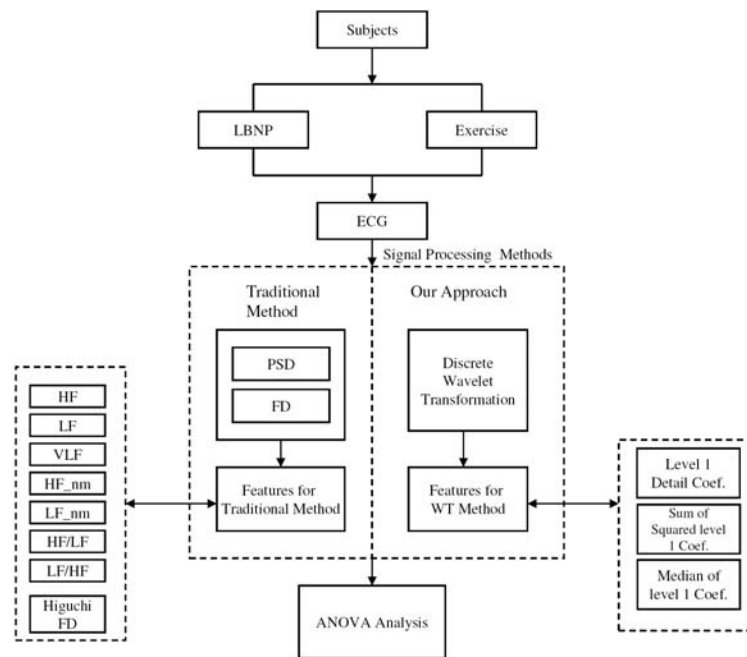 Subjects
LBNP
Exercise
ECG
Signal Processing Methods
Traditional
Method
Our Approach
PSD
FD
Discrete
Wavelet
Transformation
Features for
Traditional Method
Features for
WT Method
HF
LF
VLF
HF_nm
LF_nm
HF/LF
LF/HF
Higuchi
FD
Level 1
Detail Coef.
Sum of
Squared level
1 Coef.
Median of
level 1 Coef.
ANOVA Analysis